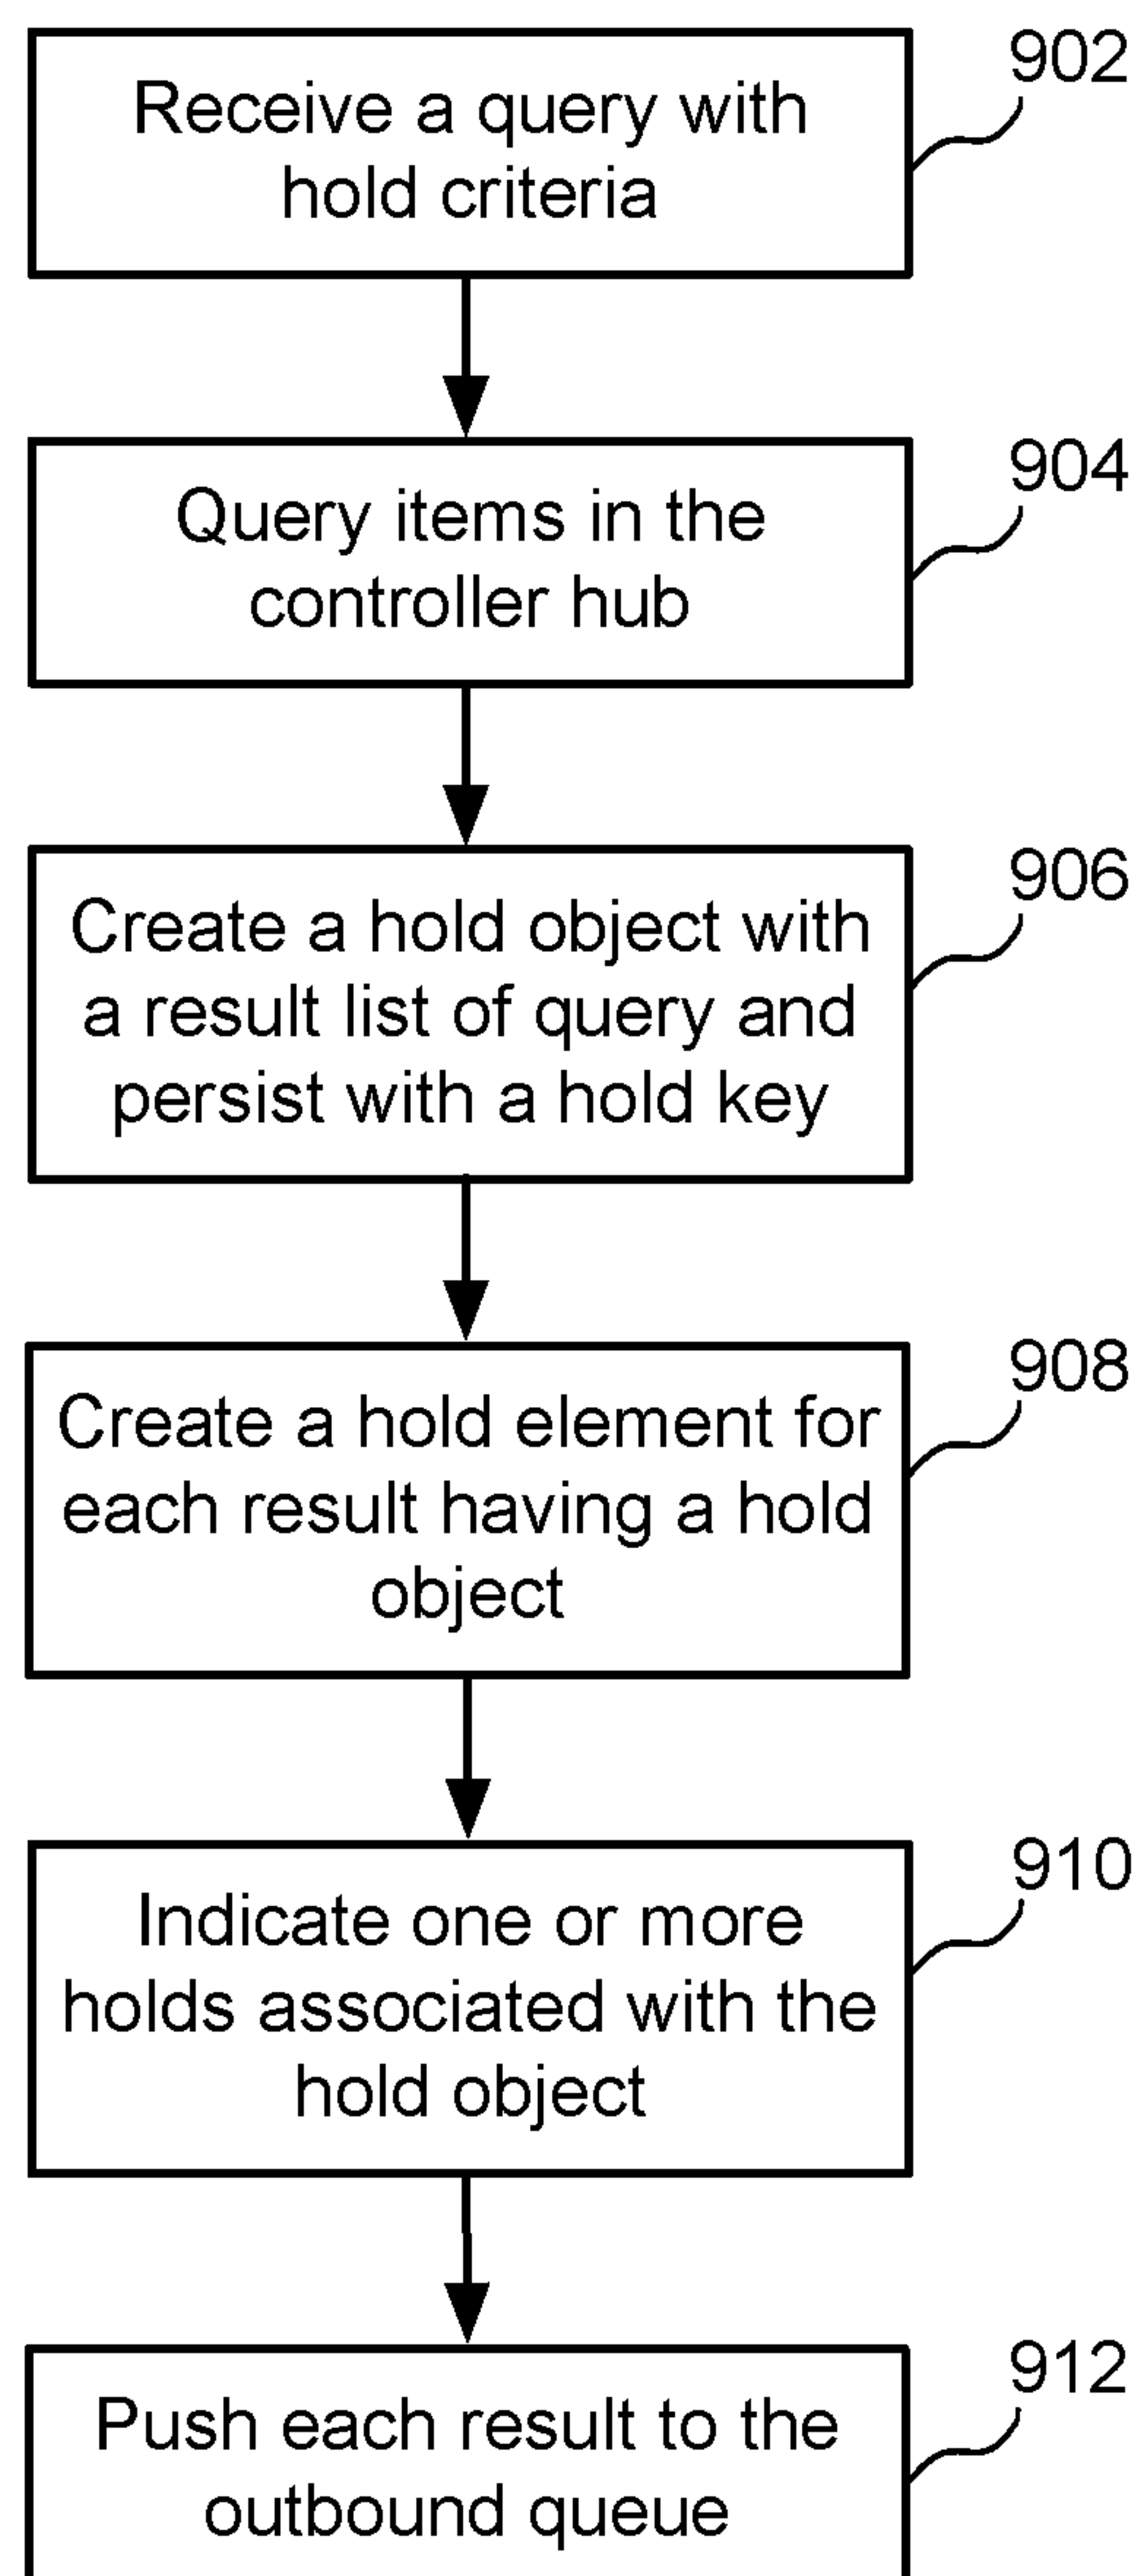 Receive a query with
hold criteria
902
Query items in the
controller hub
904
Create a hold object with
a result list of query and
persist with a hold key
906
Create a hold element for
each result having a hold
object
908
Indicate one or more
holds associated with the
hold object
910
Push each result to the
outbound queue
912